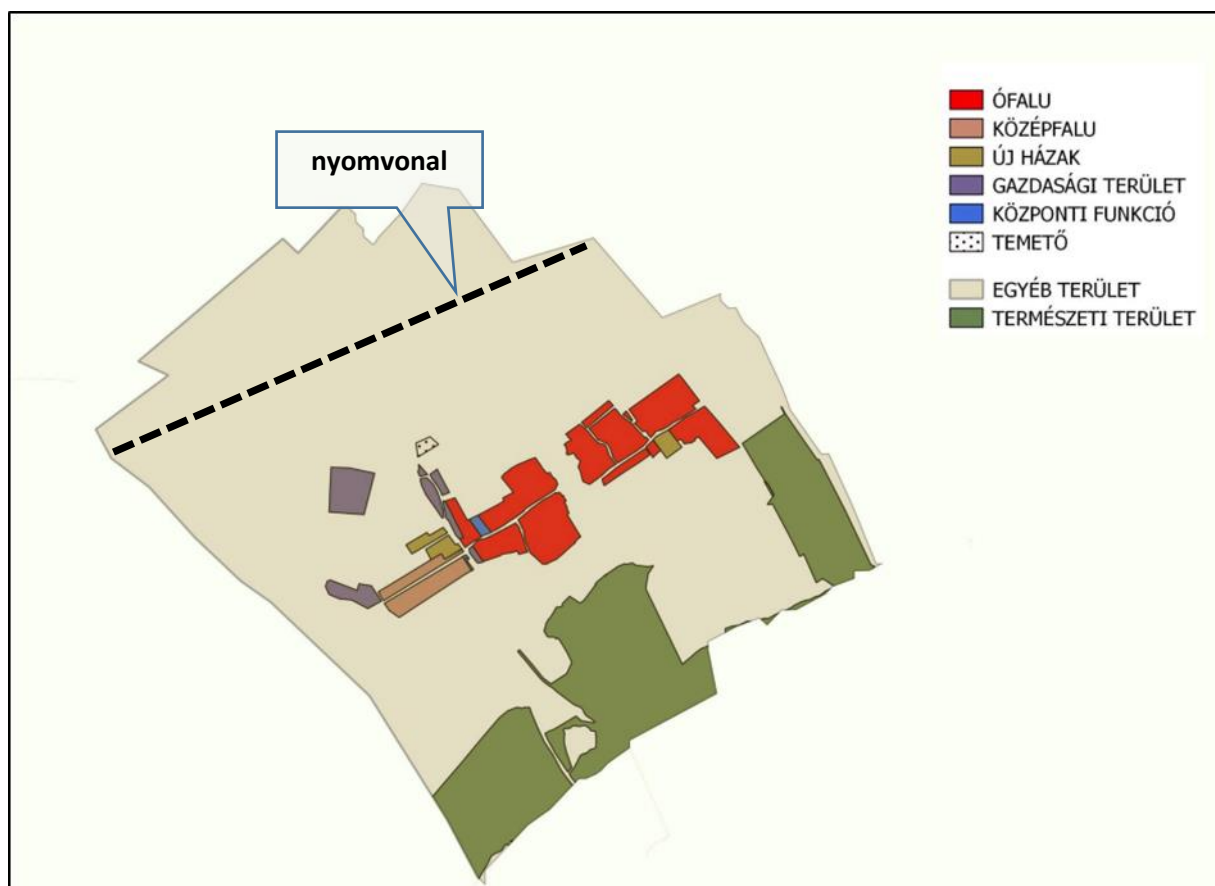 nyomvonal
ÓFALU
KÖZÉPFALU
ÚJ HÁZAK
GAZDASÁGI TERÜLET
KÖZPONTI FUNKCIÓ
TEMETŐ
EGYÉB TERÜLET
TERMÉSZETI TERÜLET